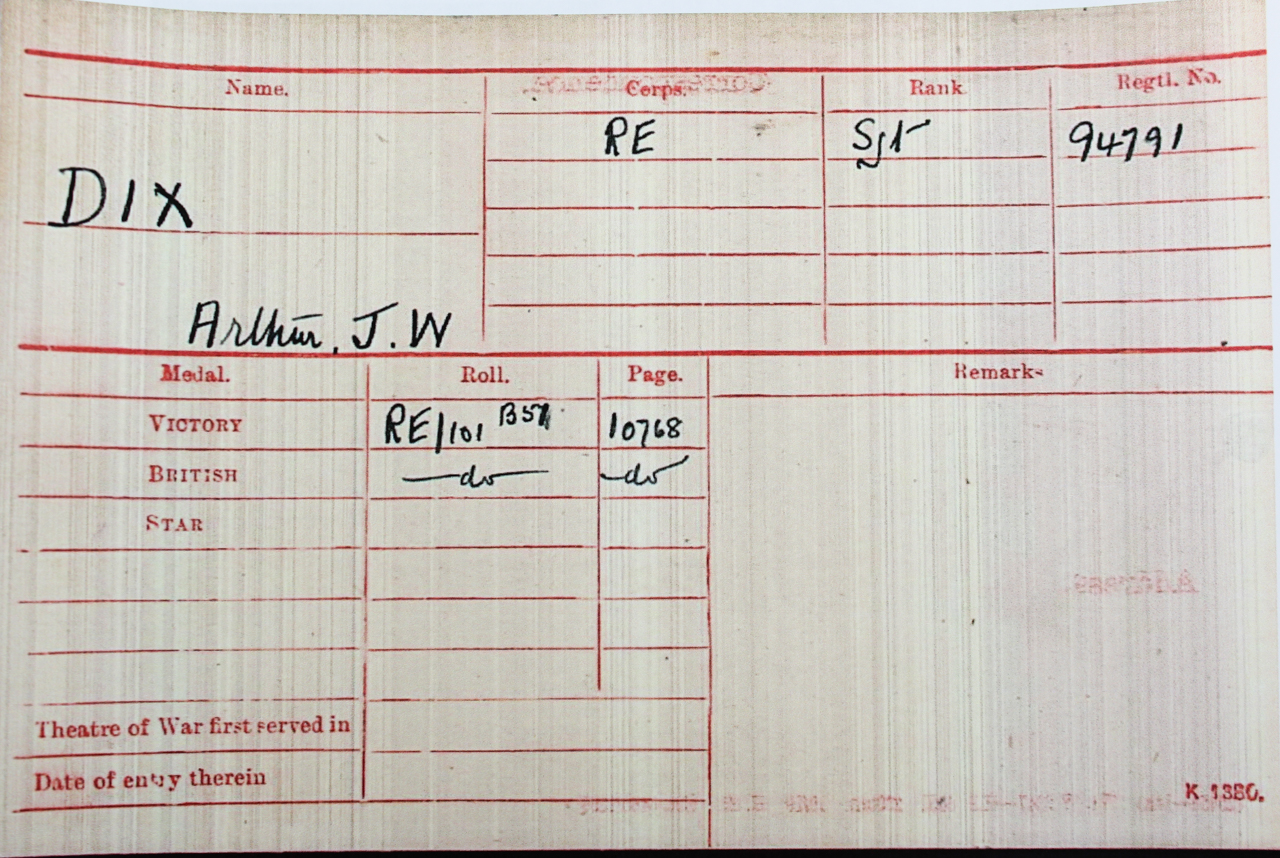 Name. Corps. Rank Regtl. No.
RE Sgt 94791
DIX
Arthur, J. W
Medal. Roll. Page. Remarks
VICTORY RE/101 B57 10768
BRITISH —do— —do
STAR
Theatre of War first served in
Date of entry therein
K 1380.